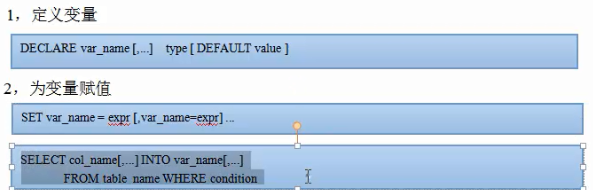 1，定义变量
DECLARE var_name [,...] type [ DEFAULT value ]
2，为变量赋值
SET var_name = expr [,var_name=expr] ...
SELECT col_name[,...] INTO var_name[,...]
FROM table_name WHERE condition